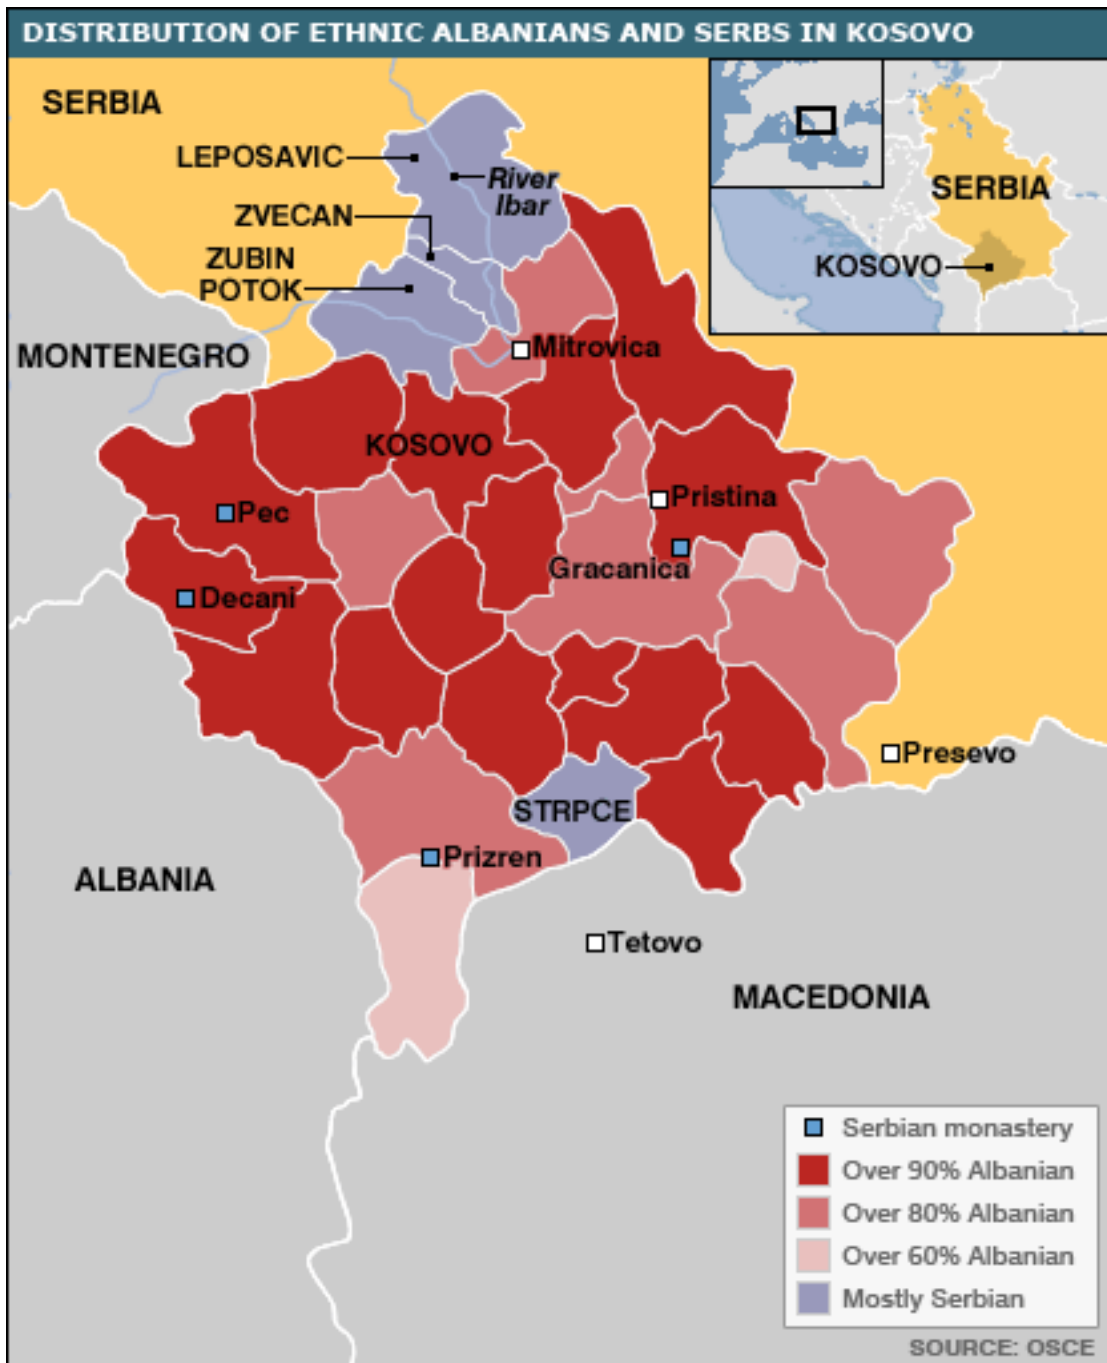 DISTRIBUTION OF ETHNIC ALBANIANS AND SERBS IN KOSOVO
SERBIA
LEPOSAVIC
River
Ibar
ZVECAN
ZUBIN
POTOK
SERBIA
KOSOVO
MONTENEGRO
Mitrovica
KOSOVO
Pec
Pristina
Gracanica
Decani
Presevo
STRPCE
Prizren
ALBANIA
Tetovo
MACEDONIA
Serbian monastery
Over 90% Albanian
Over 80% Albanian
Over 60% Albanian
Mostly Serbian
SOURCE: OSCE